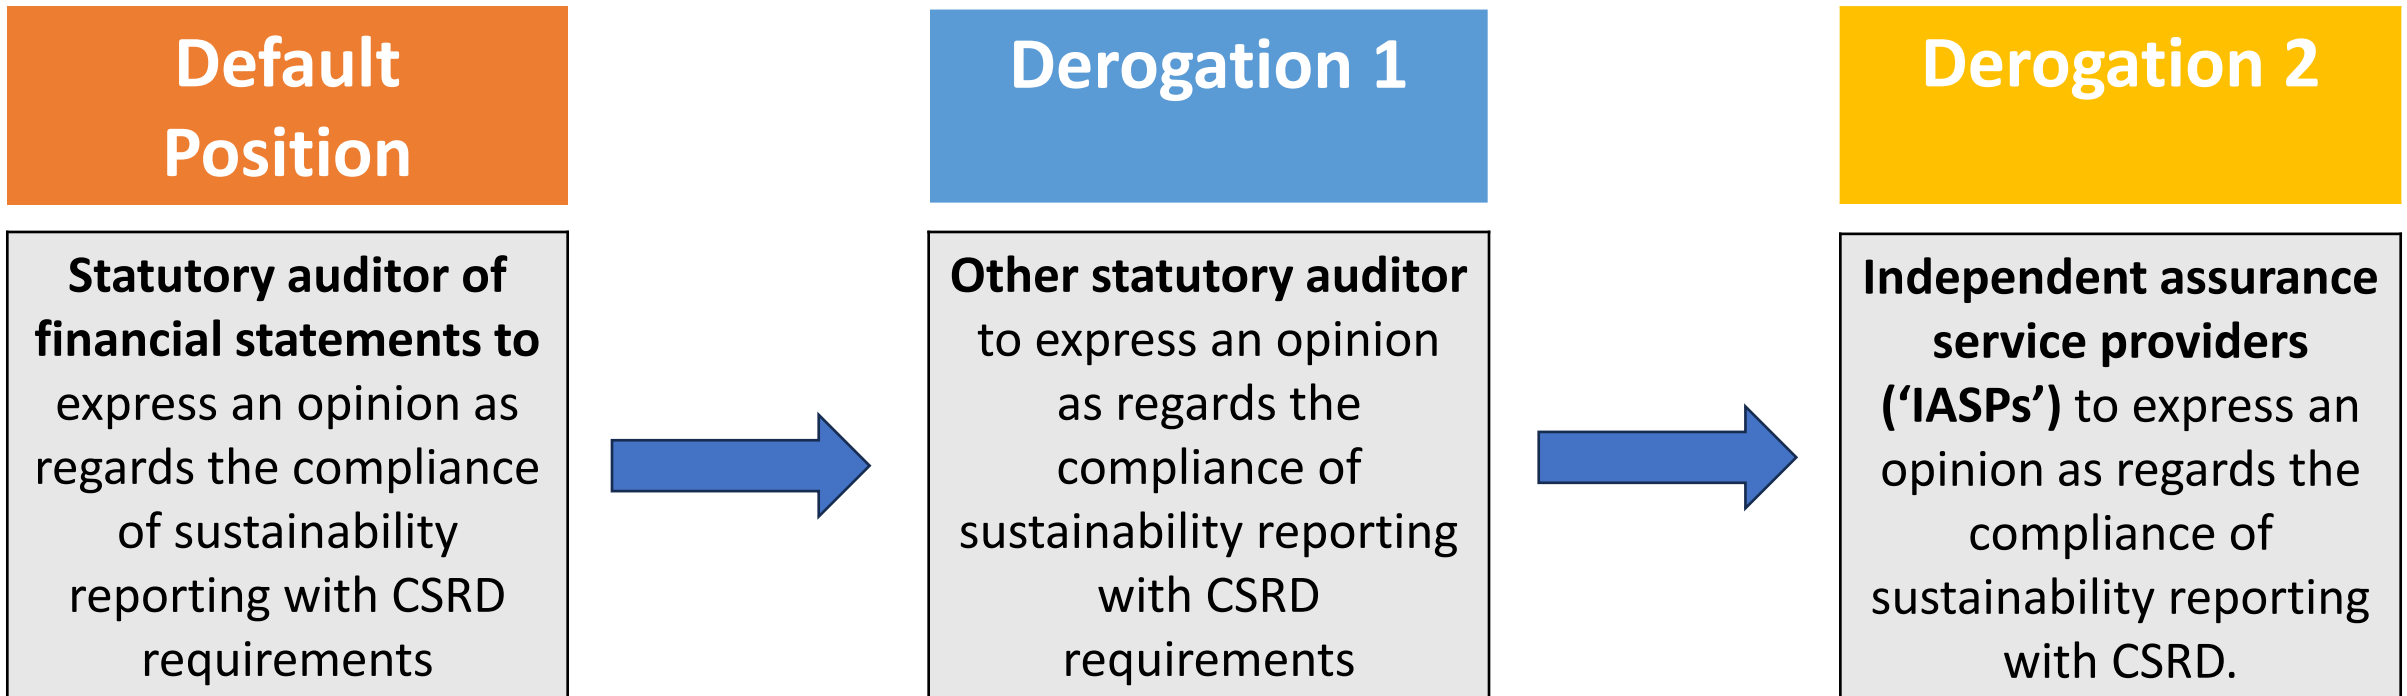 Default
Position
Statutory auditor of
financial statements to
express an opinion as
regards the compliance
of sustainability
reporting with CSRD
requirements
Derogation 1
Other statutory auditor
to express an opinion
as regards the
compliance of
sustainability reporting
with CSRD
requirements
Derogation 2
Independent assurance
service providers
(‘IASPs’) to express an
opinion as regards the
compliance of
sustainability reporting
with CSRD.